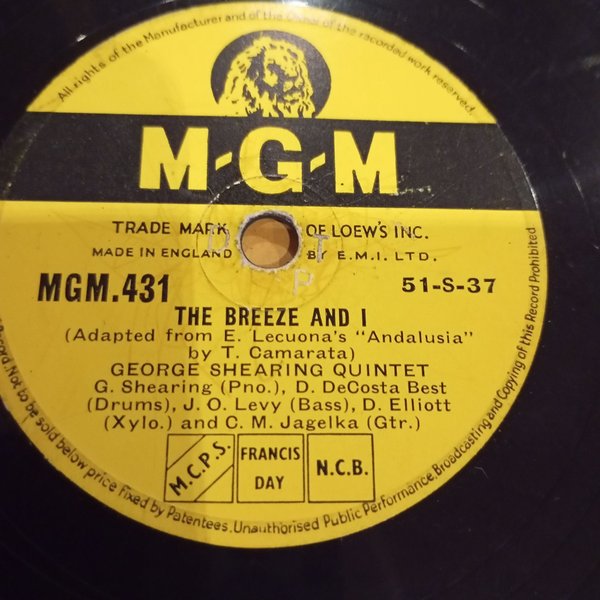 All rights of the Manufacturer and of the Owner of the recorded work reserved.
M-G-M
TRADE MARK OF LOEW'S INC.
MADE IN ENGLAND BY E.M.I. LTD.
MGM.431 51-S-37
THE BREEZE AND I
(Adapted from E. Lecuona's "Andalusia"
by T. Camarata)
GEORGE SHEARING QUINTET
G. Shearing (Pno.), D. DeCosta Best
(Drums), J. O. Levy (Bass), D. Elliott
(Xylo.) and C. M. Jagelka (Gtr.)
M.C.P.S. FRANCIS DAY N.C.B.
Not to be sold below price fixed by Patentees. Unauthorised Public Performance, Broadcasting and Copying of this Record Prohibited